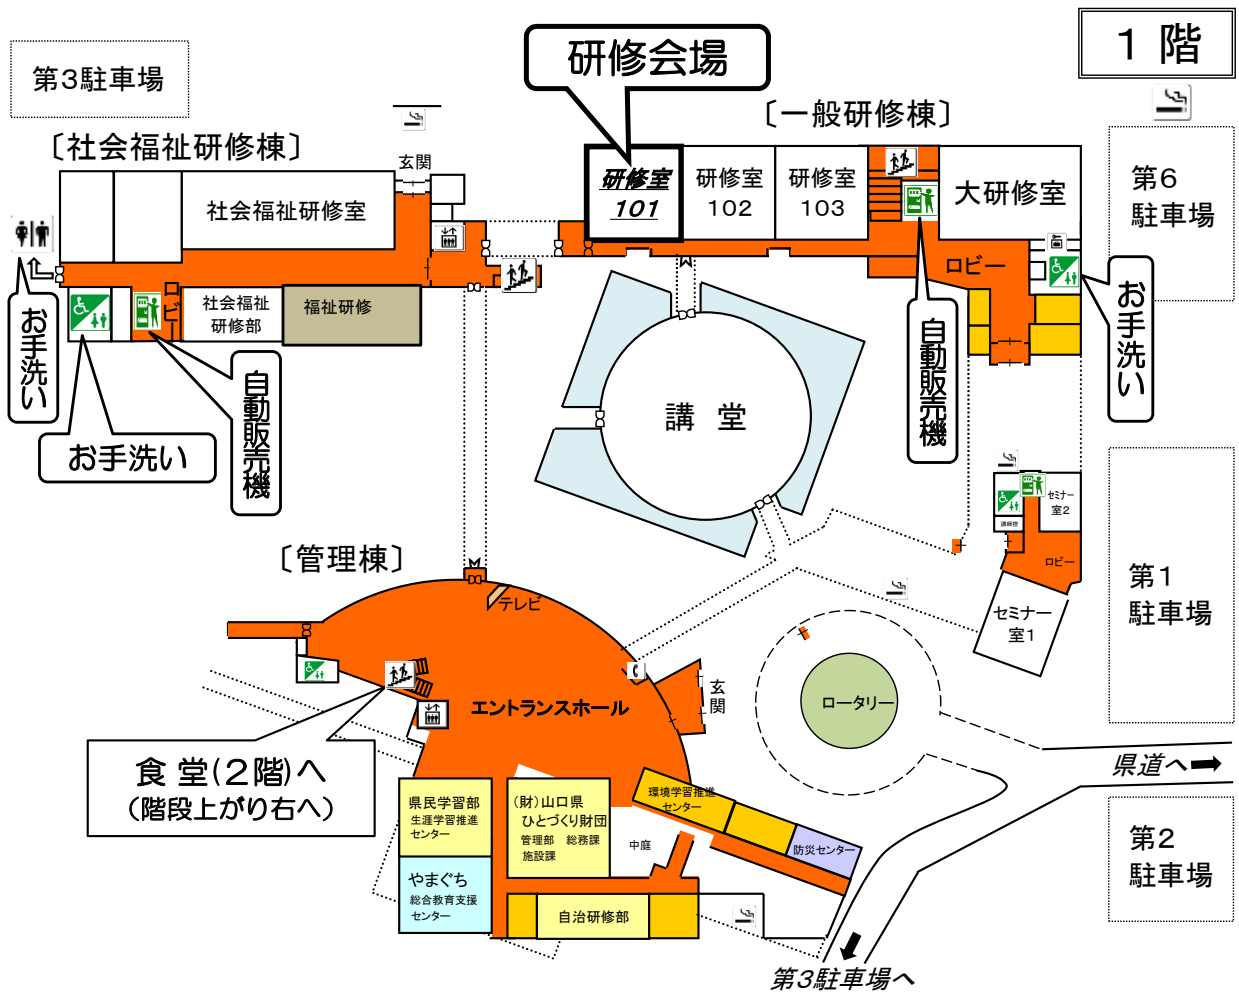 1 階
研修会場
第3駐車場
〔一般研修棟〕
〔社会福祉研修棟〕
玄
関
研修室
101
研修室
102
研修室
103
大研修室
第6
駐車場
社会福祉研修室
ロビー
ロビー
社会福祉
研修部
福祉研修
お手洗い
お手洗い
自動販売機
自動販売機
お手洗い
講 堂
セミナー
室2
講師控
ロビー
セミナー
室1
第1
駐車場
〔管理棟〕
テレビ
エントランスホール
玄
関
ロータリー
食 堂(2階)へ
(階段上がり右へ)
県道へ
県民学習部
生涯学習推進
センター
(財)山口県
ひとづくり財団
管理部 総務課
施設課
環境学習推進
センター
防災センター
中庭
第2
駐車場
やまぐち
総合教育支援
センター
自治研修部
第3駐車場へ